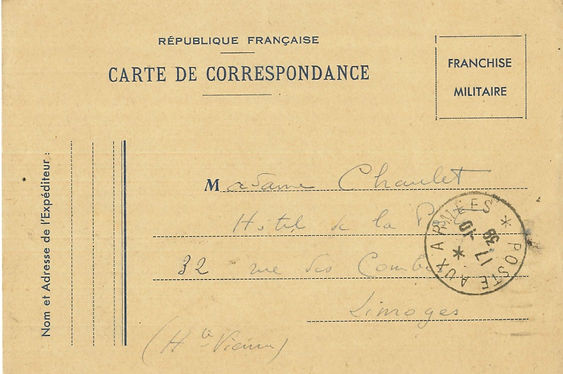 RÉPUBLIQUE FRANÇAISE
CARTE DE CORRESPONDANCE
FRANCHISE
MILITAIRE
Nom et Adresse de l'Expéditeur :
Madame Chaulet
Hôtel de la
32 rue des
Limoges
(Hte Vienne)
POSTE AUX ARMÉES
17 10 39